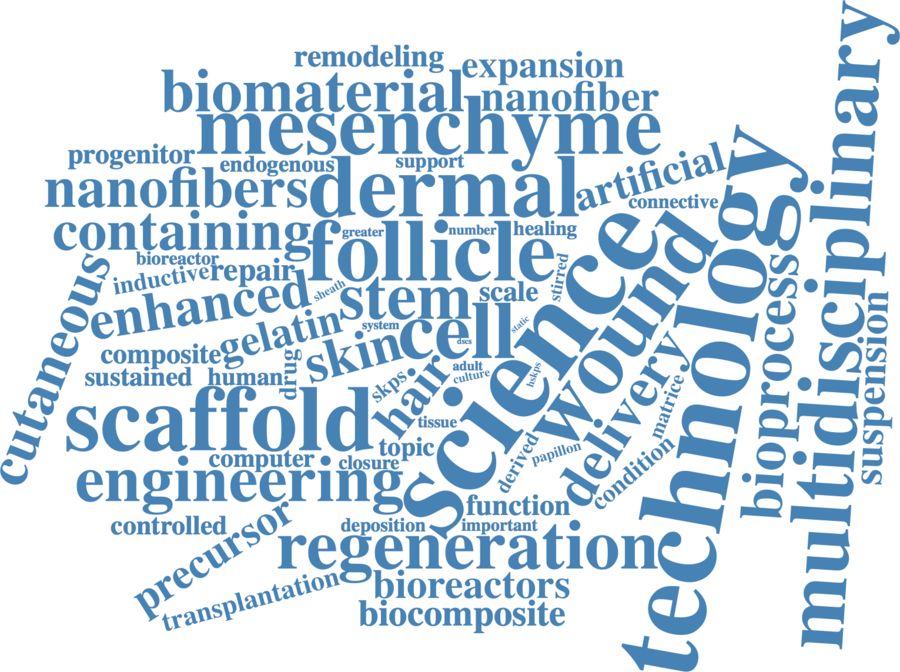 remodeling
expansion
biomaterial
nanofiber
mesenchyme
multidisciplinary
progenitor
endogenous
support
nanofibers
dermal
artificial
connective
technology
containing
follicle
greater
number
healing
science
wound
bioreactor
inductive
repair
stirred
cutaneous
enhanced
sheath
stem
scale
bioprocess
suspension
gelatin
system
cell
static
dscs
composite
skin
sustained
human
drug
skps
hair
adult
culture
hskps
delivery
matrice
scaffold
tissue
topic
computer
closure
derived
papillon
condition
engineering
function
controlled
precursor
deposition
important
regeneration
transplantation
bioreactors
biocomposite